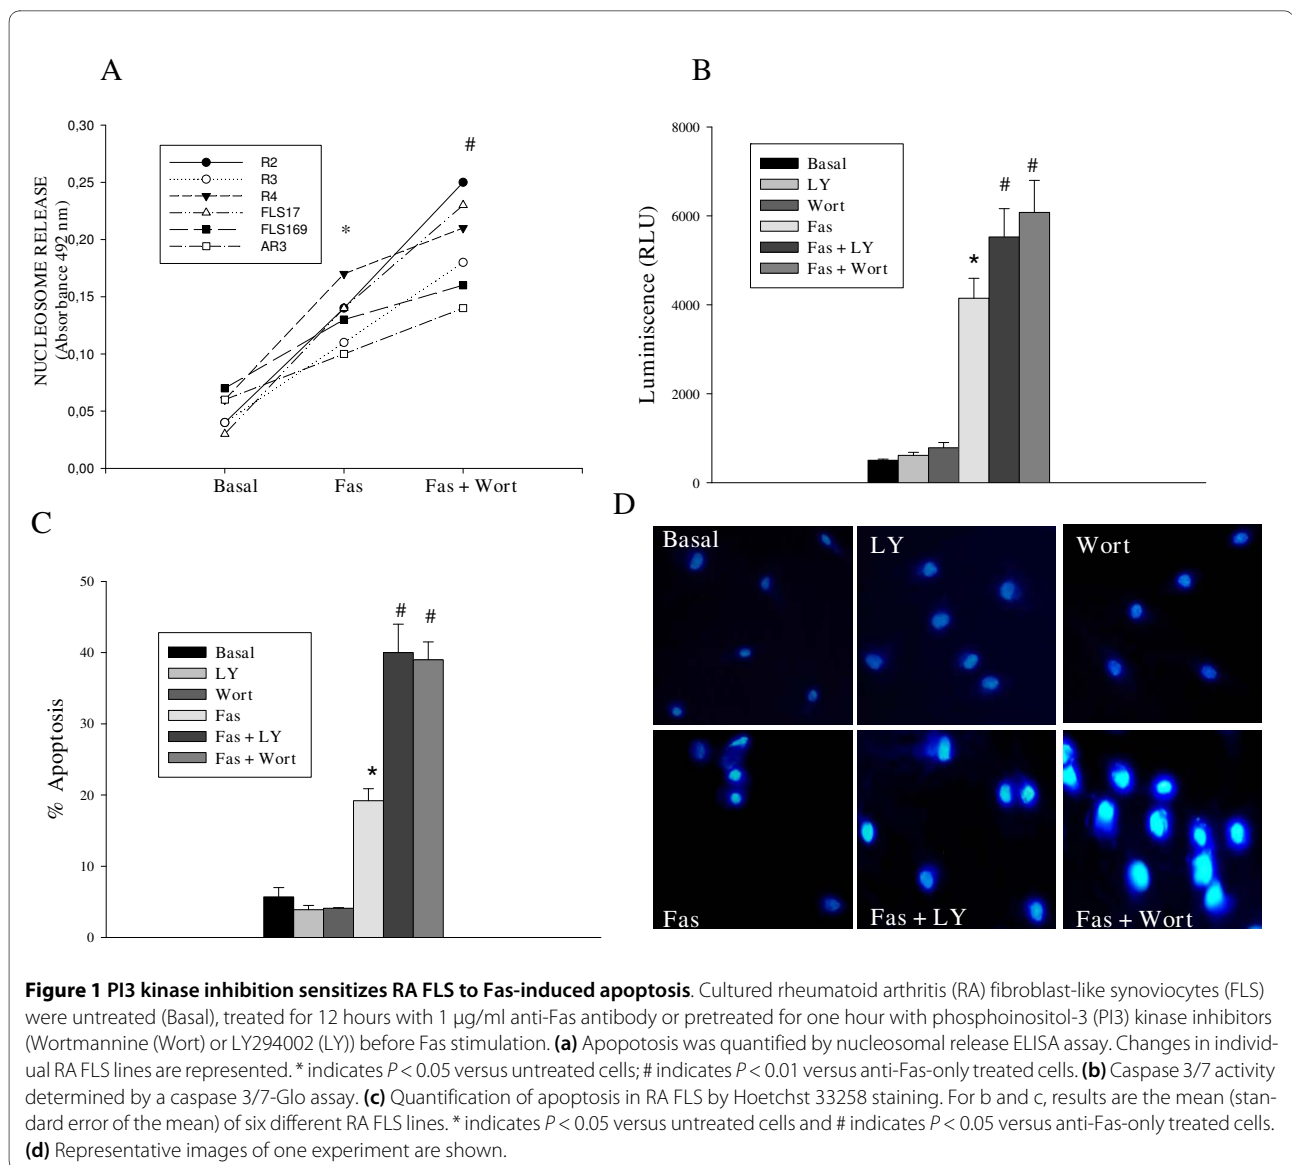 A
0,30
0,25
0,20
0,15
0,10
0,05
0,00
NUCLEOSOME RELEASE
(Absorbance 492 nm)
R2
R3
R4
FLS17
FLS169
AR3
*
#
Basal
Fas
Fas + Wort
B
8000
6000
4000
2000
0
Luminiscence (RLU)
Basal
LY
Wort
Fas
Fas + LY
Fas + Wort
*
#
#
C
50
40
30
20
10
0
% Apoptosis
Basal
LY
Wort
Fas
Fas + LY
Fas + Wort
*
#
#
D
Basal
LY
Wort
Fas
Fas + LY
Fas + Wort
Figure 1 PI3 kinase inhibition sensitizes RA FLS to Fas-induced apoptosis. Cultured rheumatoid arthritis (RA) fibroblast-like synoviocytes (FLS)
were untreated (Basal), treated for 12 hours with 1 μg/ml anti-Fas antibody or pretreated for one hour with phosphoinositol-3 (PI3) kinase inhibitors
(Wortmannine (Wort) or LY294002 (LY)) before Fas stimulation. (a) Apopotosis was quantified by nucleosomal release ELISA assay. Changes in individ-
ual RA FLS lines are represented. * indicates P < 0.05 versus untreated cells; # indicates P < 0.01 versus anti-Fas-only treated cells. (b) Caspase 3/7 activity
determined by a caspase 3/7-Glo assay. (c) Quantification of apoptosis in RA FLS by Hoetchst 33258 staining. For b and c, results are the mean (stan-
dard error of the mean) of six different RA FLS lines. * indicates P < 0.05 versus untreated cells and # indicates P < 0.05 versus anti-Fas-only treated cells.
(d) Representative images of one experiment are shown.